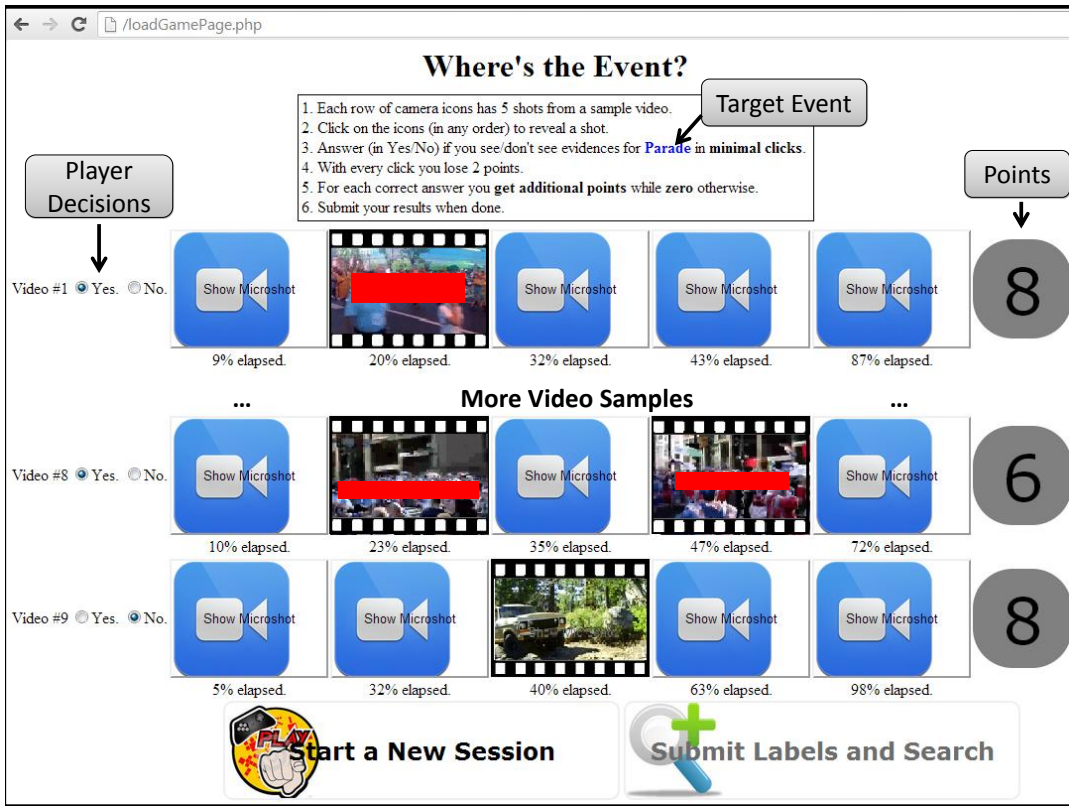 /loadGamePage.php
Where's the Event?
1. Each row of camera icons has 5 shots from a sample video.
2. Click on the icons (in any order) to reveal a shot.
3. Answer (in Yes/No) if you see/don't see evidences for Parade in minimal clicks.
4. With every click you lose 2 points.
5. For each correct answer you get additional points while zero otherwise.
6. Submit your results when done.
Target Event
Player
Decisions
Points
Video #1 Yes. No. Show Microshot Show Microshot Show Microshot Show Microshot 8
9% elapsed. 20% elapsed. 32% elapsed. 43% elapsed. 87% elapsed.
... More Video Samples ...
Video #8 Yes. No. Show Microshot Show Microshot Show Microshot 6
10% elapsed. 23% elapsed. 35% elapsed. 47% elapsed. 72% elapsed.
Video #9 Yes. No. Show Microshot Show Microshot Show Microshot Show Microshot 8
5% elapsed. 32% elapsed. 40% elapsed. 63% elapsed. 98% elapsed.
PLAY
Start a New Session
Submit Labels and Search